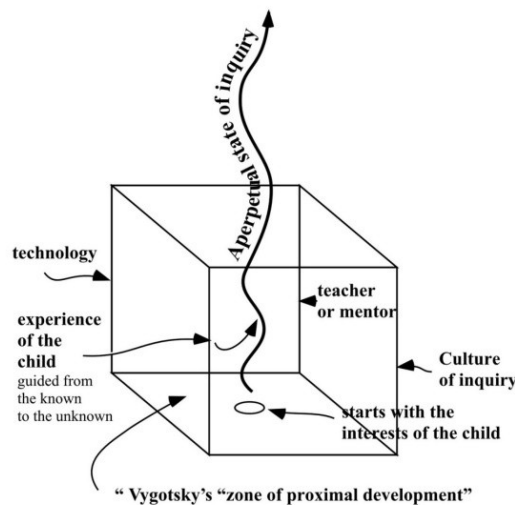 Aperpetual state of inquiry
technology
teacher
or mentor
experience
of the
child
guided from
the known
to the unknown
Culture
of inquiry
starts with the
interests of the child
“ Vygotsky’s “zone of proximal development”